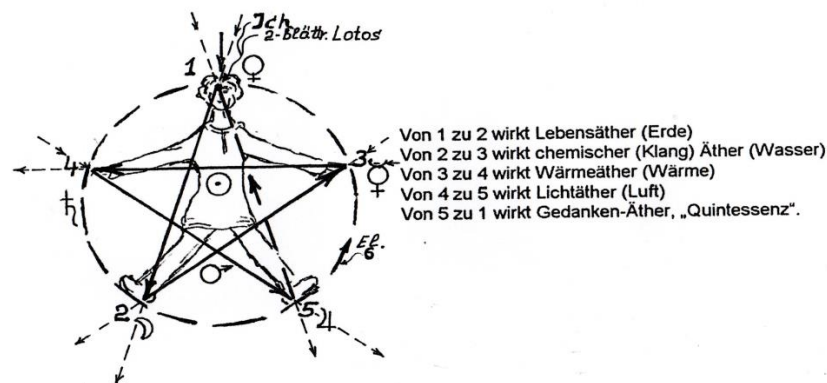 Ich
2-blättr. Lotos
1
4
3
El.
6
2
5
Von 1 zu 2 wirkt Lebensäther (Erde)
Von 2 zu 3 wirkt chemischer (Klang) Äther (Wasser)
Von 3 zu 4 wirkt Wärmeäther (Wärme)
Von 4 zu 5 wirkt Lichtäther (Luft)
Von 5 zu 1 wirkt Gedanken-Äther, „Quintessenz“.